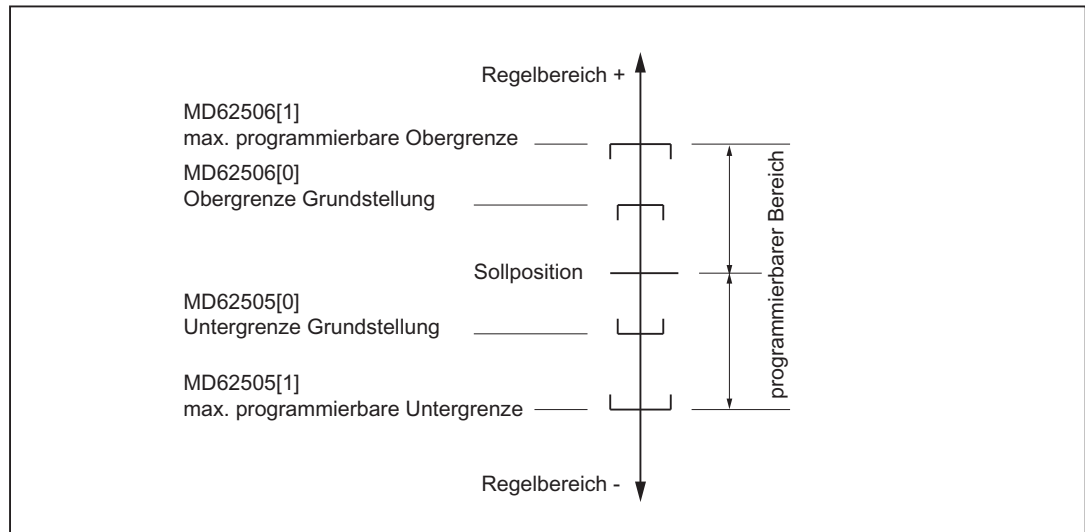 Regelbereich +
MD62506[1]
max. programmierbare Obergrenze
MD62506[0]
Obergrenze Grundstellung
Sollposition
MD62505[0]
Untergrenze Grundstellung
MD62505[1]
max. programmierbare Untergrenze
Regelbereich -
programmierbarer Bereich